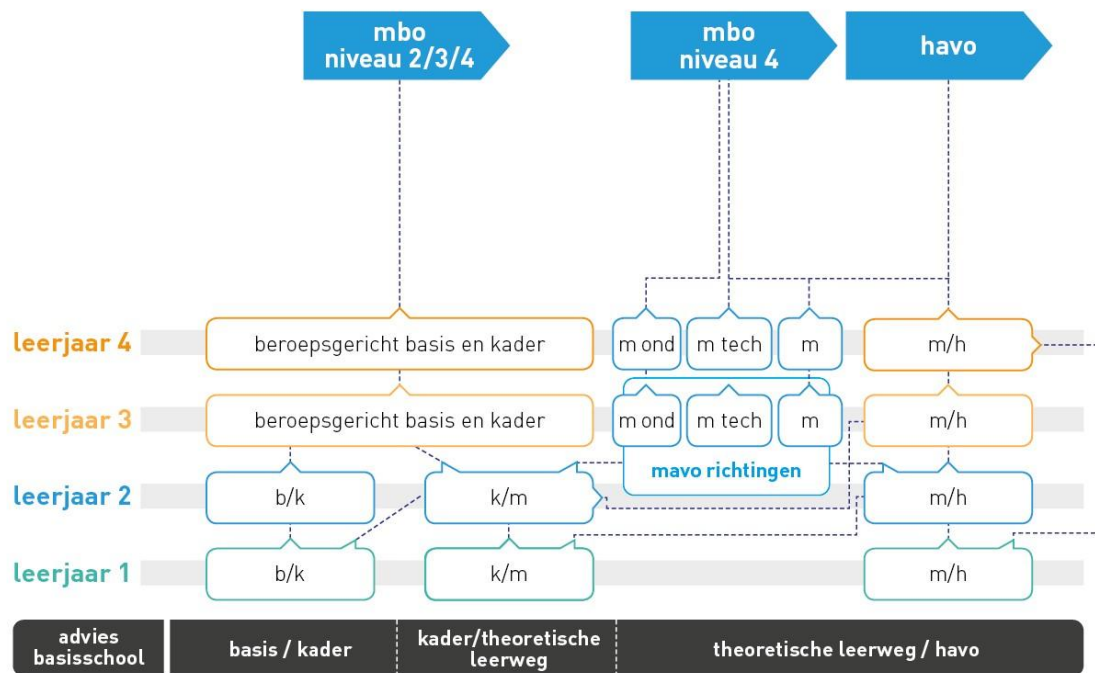 mbo
niveau 2/3/4
mbo
niveau 4
havo
leerjaar 4
beroepsgericht basis en kader
m ond
m tech
m
m/h
leerjaar 3
beroepsgericht basis en kader
m ond
m tech
m
m/h
mavo richtingen
leerjaar 2
b/k
k/m
m/h
leerjaar 1
b/k
k/m
m/h
advies
basisschool
basis / kader
kader/theoretische
leerweg
theoretische leerweg / havo